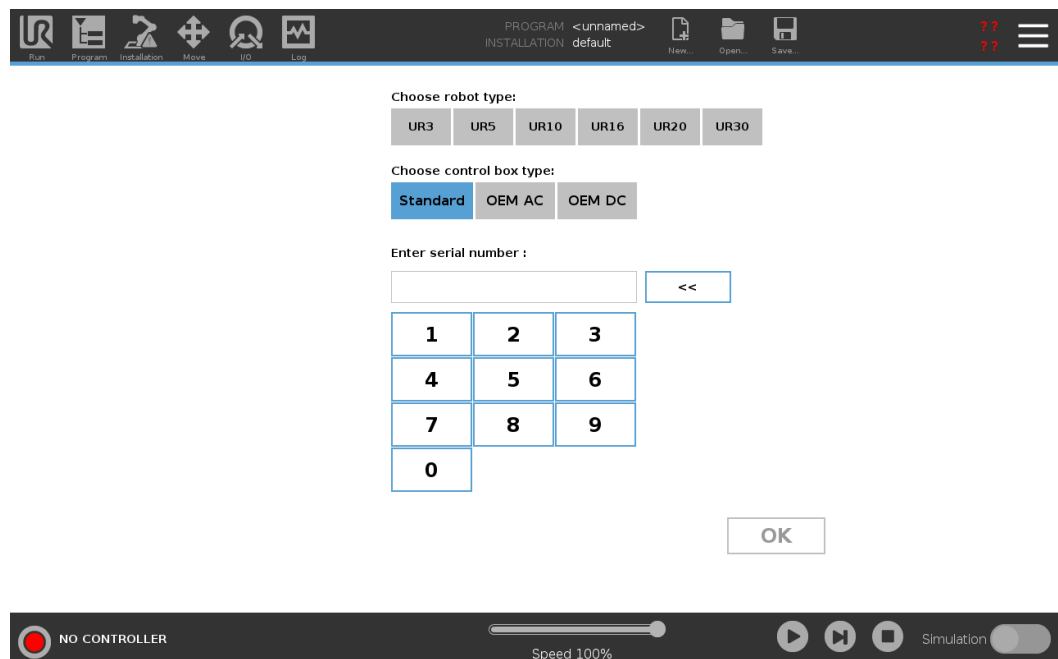 PROGRAM <unnamed>
INSTALLATION default
Run Program Installation Move I/O Log New... Open... Save...
? ?
? ?
Choose robot type:
UR3 UR5 UR10 UR16 UR20 UR30
Choose control box type:
Standard OEM AC OEM DC
Enter serial number :
<<
1 2 3
4 5 6
7 8 9
0
OK
NO CONTROLLER
Speed 100%
Simulation